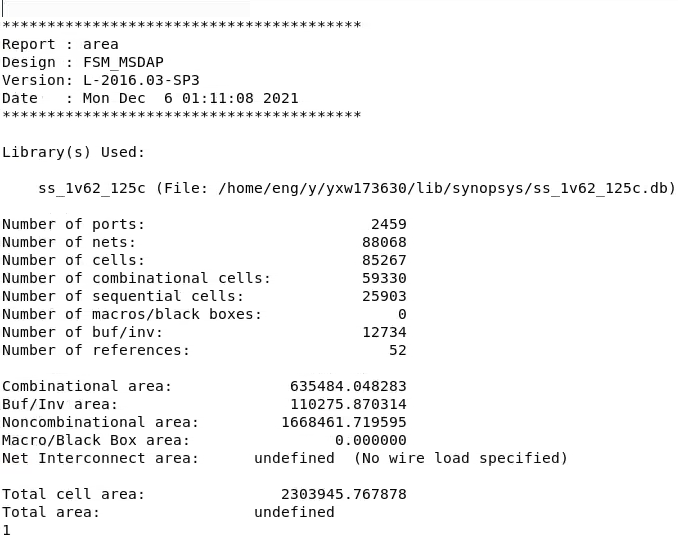 ****************************************
Report : area
Design : FSM_MSDAP
Version: L-2016.03-SP3
Date   : Mon Dec  6 01:11:08 2021
****************************************

Library(s) Used:

    ss_1v62_125c (File: /home/eng/y/yxw173630/lib/synopsys/ss_1v62_125c.db)

Number of ports:                         2459
Number of nets:                         88068
Number of cells:                        85267
Number of combinational cells:          59330
Number of sequential cells:             25903
Number of macros/black boxes:               0
Number of buf/inv:                      12734
Number of references:                      52

Combinational area:             635484.048283
Buf/Inv area:                   110275.870314
Noncombinational area:         1668461.719595
Macro/Black Box area:                0.000000
Net Interconnect area:      undefined  (No wire load specified)

Total cell area:               2303945.767878
Total area:                 undefined
1